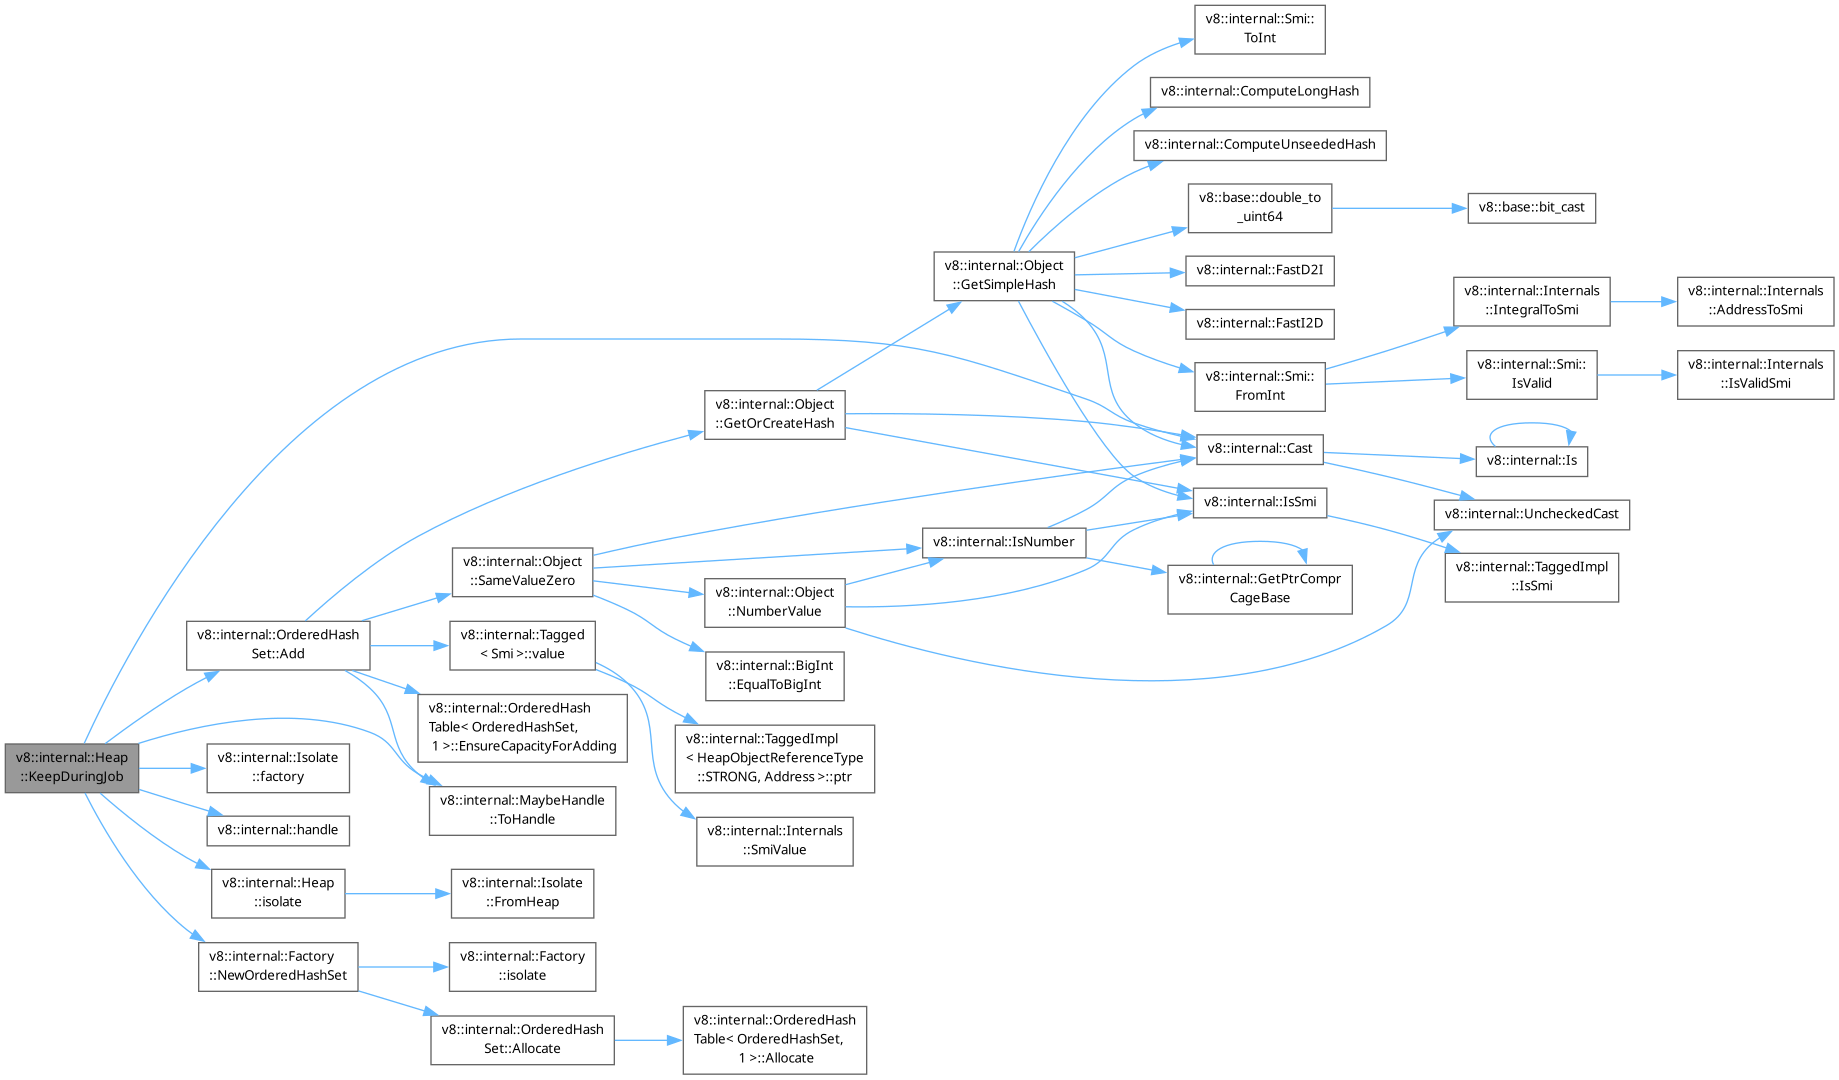 v8::internal::Heap
::KeepDuringJob
v8::internal::OrderedHash
Set::Add
v8::internal::Isolate
::factory
v8::internal::handle
v8::internal::Heap
::isolate
v8::internal::Factory
::NewOrderedHashSet
v8::internal::Object
::SameValueZero
v8::internal::Tagged
< Smi >::value
v8::internal::OrderedHash
Table< OrderedHashSet,
1 >::EnsureCapacityForAdding
v8::internal::MaybeHandle
::ToHandle
v8::internal::Isolate
::FromHeap
v8::internal::Factory
::isolate
v8::internal::OrderedHash
Set::Allocate
v8::internal::Object
::GetOrCreateHash
v8::internal::Object
::NumberValue
v8::internal::BigInt
::EqualToBigInt
v8::internal::TaggedImpl
< HeapObjectReferenceType
::STRONG, Address >::ptr
v8::internal::Internals
::SmiValue
v8::internal::OrderedHash
Table< OrderedHashSet,
1 >::Allocate
v8::internal::Object
::GetSimpleHash
v8::internal::IsNumber
v8::internal::Smi::
ToInt
v8::internal::ComputeLongHash
v8::internal::ComputeUnseededHash
v8::base::double_to
_uint64
v8::internal::FastD2I
v8::internal::FastI2D
v8::internal::Smi::
FromInt
v8::internal::Cast
v8::internal::IsSmi
v8::internal::GetPtrCompr
CageBase
v8::base::bit_cast
v8::internal::Internals
::IntegralToSmi
v8::internal::Smi::
IsValid
v8::internal::Is
v8::internal::UncheckedCast
v8::internal::TaggedImpl
::IsSmi
v8::internal::Internals
::AddressToSmi
v8::internal::Internals
::IsValidSmi